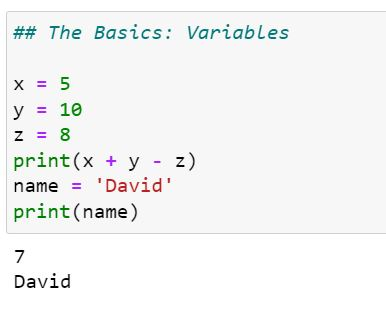 ## The Basics: Variables
x = 5
y = 10
z = 8
print(x + y - z)
name = 'David'
print(name)
7
David